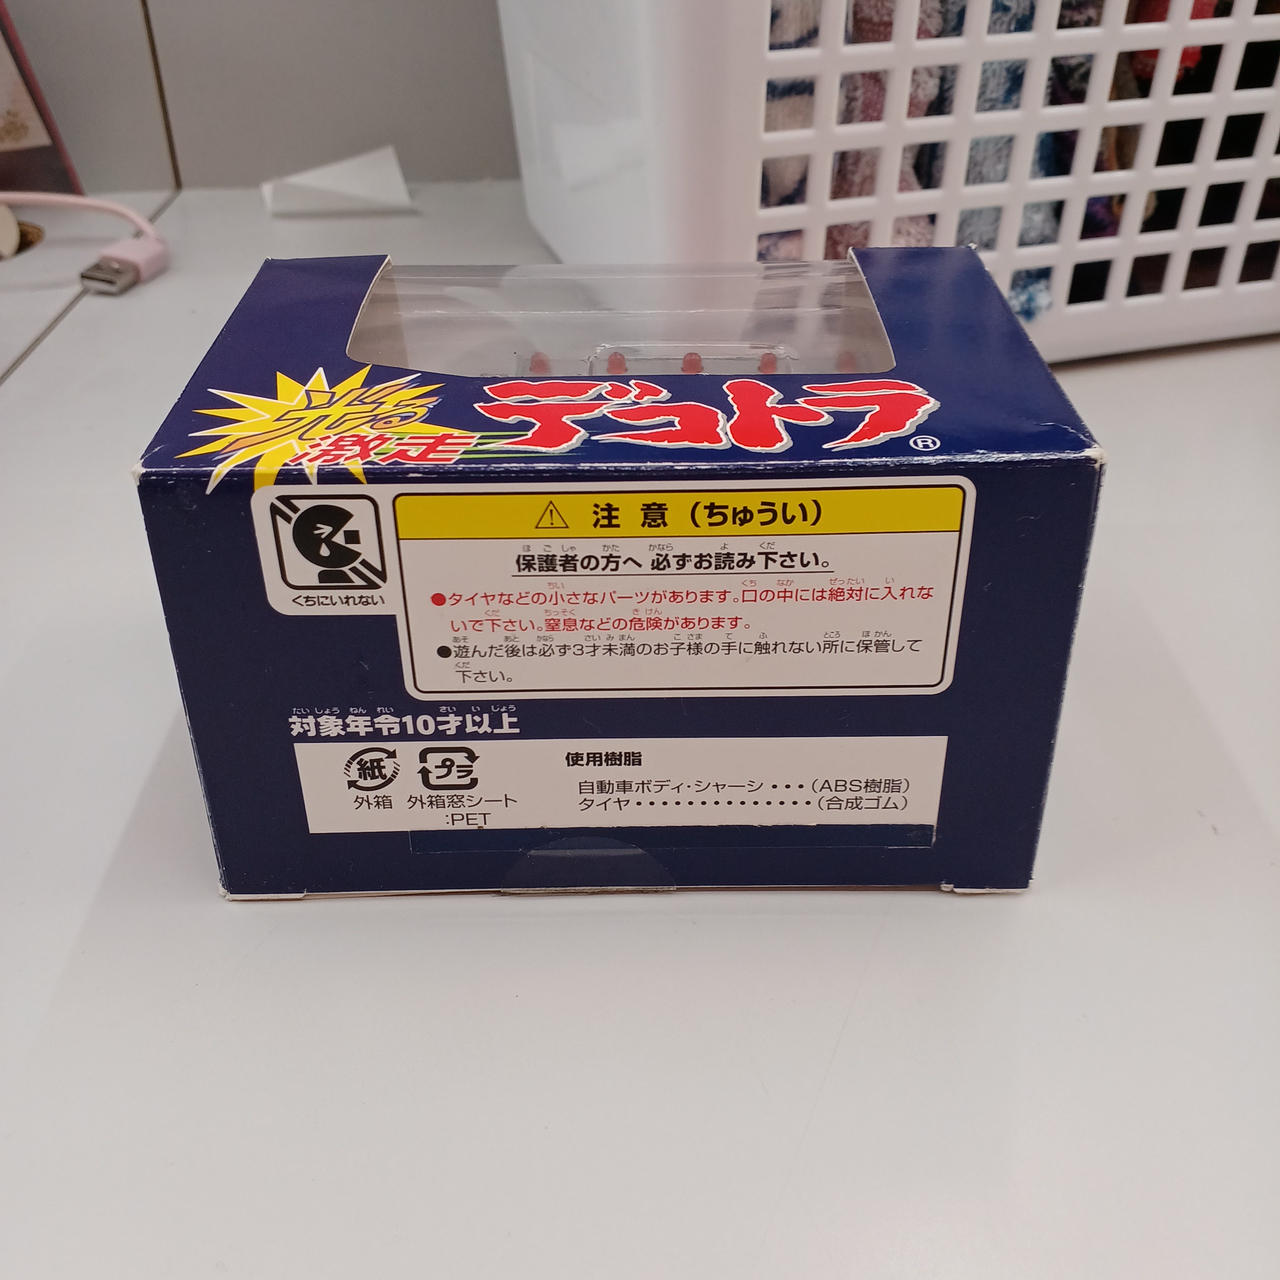 光る
激走
デコトラ®
くちにいれない
注意（ちゅうい）
保護者の方へ 必ずお読み下さい。
●タイヤなどの小さなパーツがあります。口の中には絶対に入れな
いで下さい。窒息などの危険があります。
●遊んだ後は必ず3才未満のお子様の手に触れない所に保管して
下さい。
対象年令10才以上
紙
外箱
プラ
外箱窓シート
:PET
使用樹脂
自動車ボディ・シャーシ・・・（ABS樹脂）
タイヤ・・・・・・・・・・・・・・（合成ゴム）